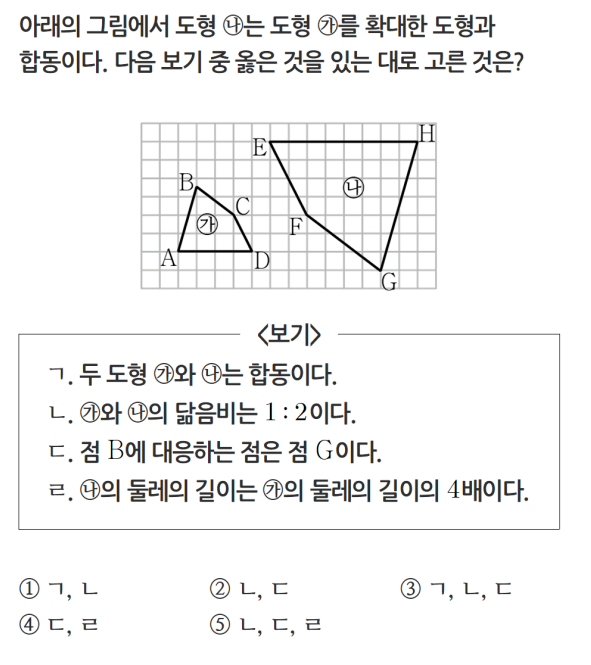 아래의 그림에서 도형 ㉯는 도형 ㉮를 확대한 도형과
합동이다. 다음 보기 중 옳은 것을 있는 대로 고른 것은?
E
H
B
㉯
C
㉮
F
A
D
G
<보기>
ㄱ. 두 도형 ㉮와 ㉯는 합동이다.
ㄴ. ㉮와 ㉯의 닮음비는 1 : 2이다.
ㄷ. 점 B에 대응하는 점은 점 G이다.
ㄹ. ㉯의 둘레의 길이는 ㉮의 둘레의 길이의 4배이다.
① ㄱ, ㄴ ② ㄴ, ㄷ ③ ㄱ, ㄴ, ㄷ
④ ㄷ, ㄹ ⑤ ㄴ, ㄷ, ㄹ